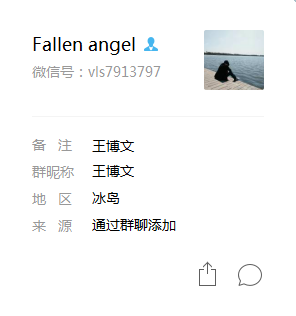 Fallen angel
微信号：vls7913797
备 注 王博文
群昵称 王博文
地 区 冰岛
来 源 通过群聊添加